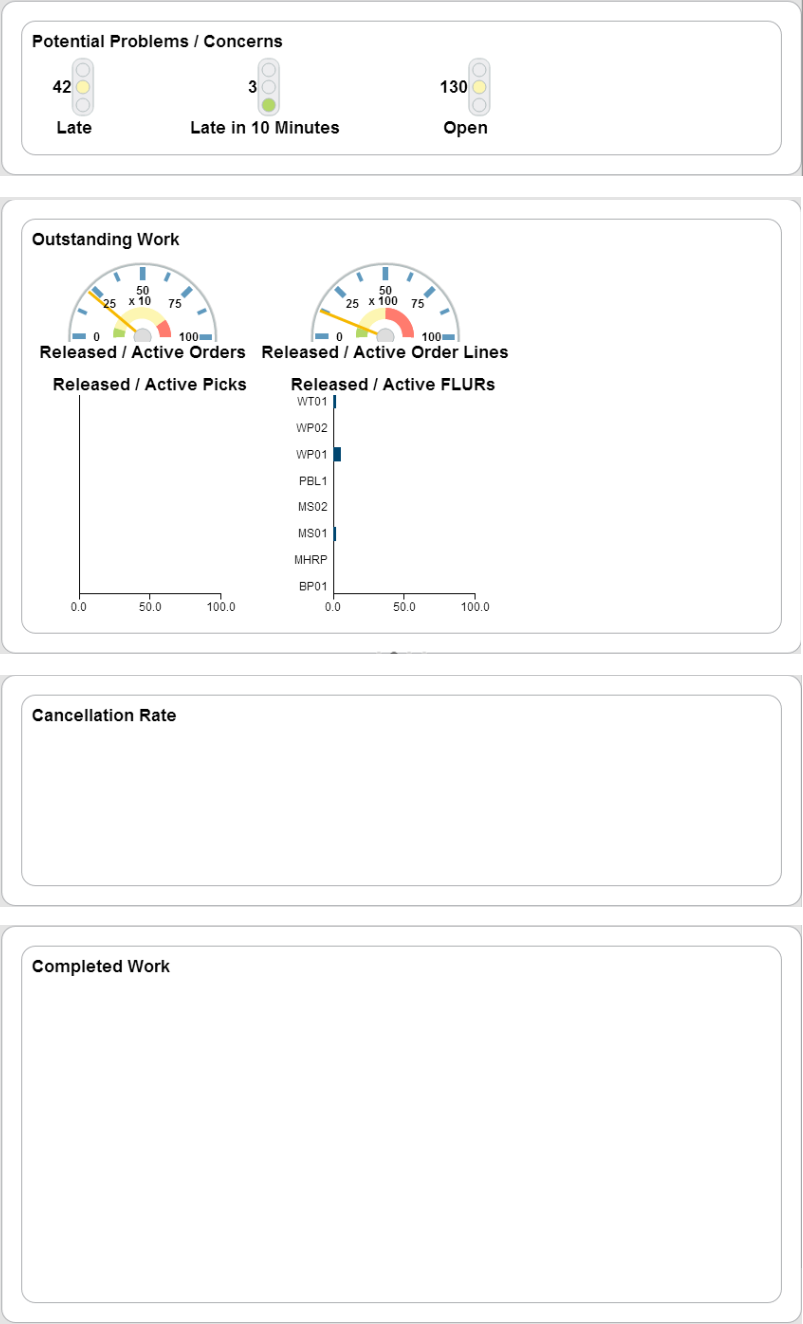 Potential Problems / Concerns
42 3 130
Late Late in 10 Minutes Open
Outstanding Work
50 50
25 x 10 75 25 x 100 75
0 100 0 100
Released / Active Orders Released / Active Order Lines
Released / Active Picks Released / Active FLURs
WT01
WP02
WP01
PBL1
MS02
MS01
MHRP
BP01
0.0 50.0 100.0 0.0 50.0 100.0
Cancellation Rate
Completed Work